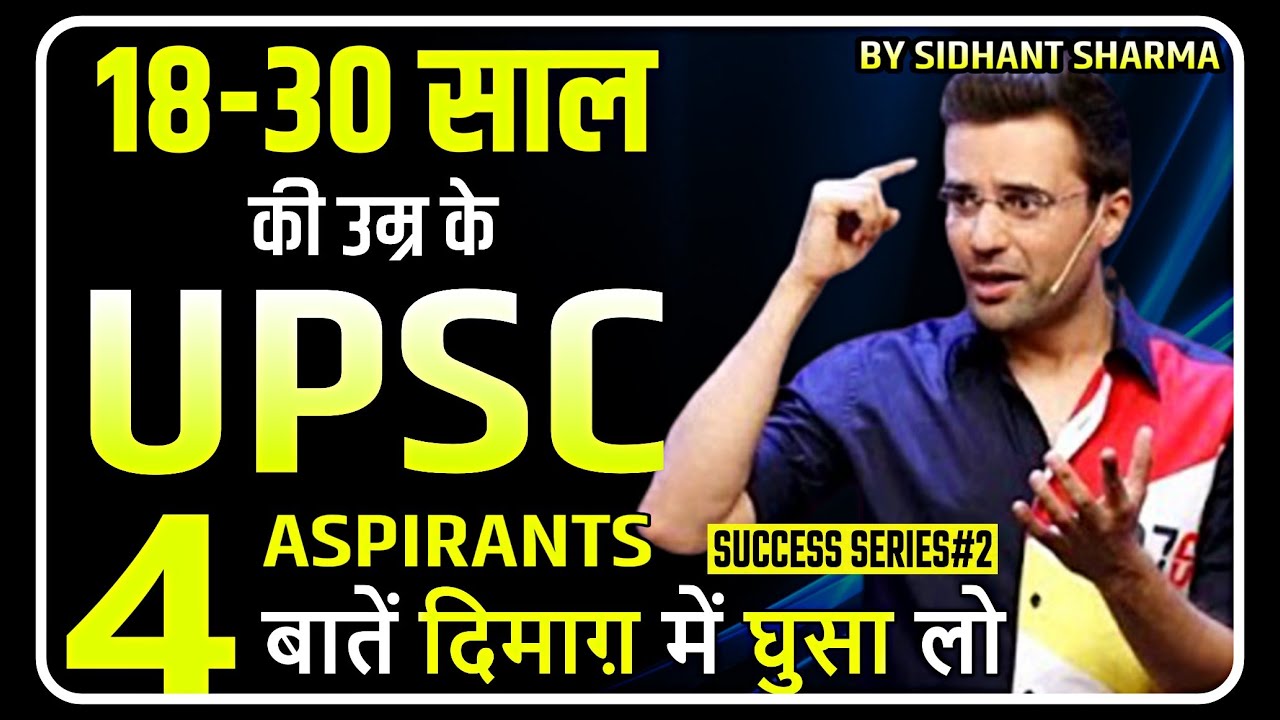 BY SIDHANT SHARMA
18-30 साल
की उम्र के
UPSC
ASPIRANTS
SUCCESS SERIES#2
4 बातें दिमाग़ में घुसा लो